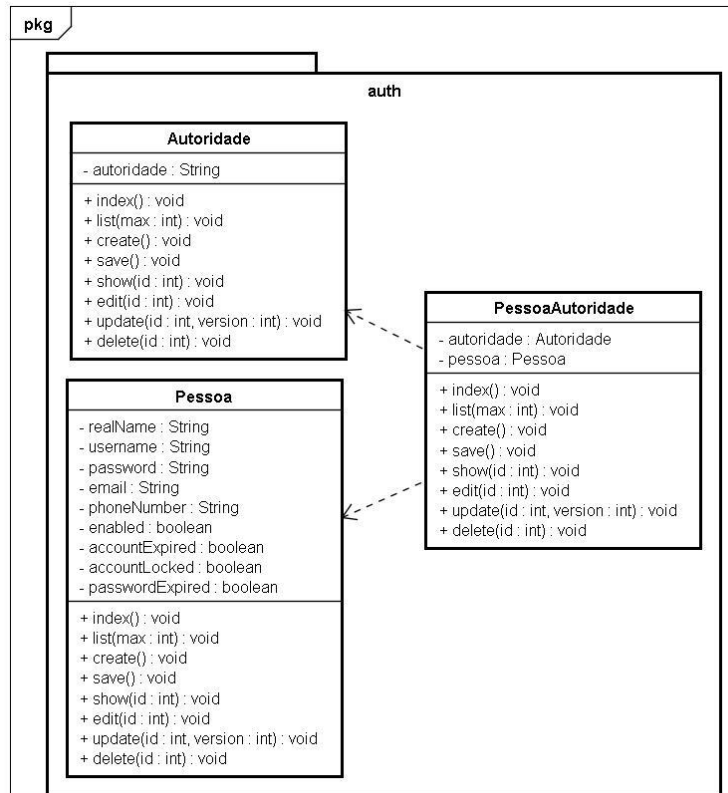 pkg
auth
Autoridade
- autoridade : String
+ index() : void
+ list(max : int) : void
+ create() : void
+ save() : void
+ show(id : int) : void
+ edit(id : int) : void
+ update(id : int, version : int) : void
+ delete(id : int) : void
PessoaAutoridade
- autoridade : Autoridade
- pessoa : Pessoa
+ index() : void
+ list(max : int) : void
+ create() : void
+ save() : void
+ show(id : int) : void
+ edit(id : int) : void
+ update(id : int, version : int) : void
+ delete(id : int) : void
Pessoa
- realName : String
- username : String
- password : String
- email : String
- phoneNumber : String
- enabled : boolean
- accountExpired : boolean
- accountLocked : boolean
- passwordExpired : boolean
+ index() : void
+ list(max : int) : void
+ create() : void
+ save() : void
+ show(id : int) : void
+ edit(id : int) : void
+ update(id : int, version : int) : void
+ delete(id : int) : void